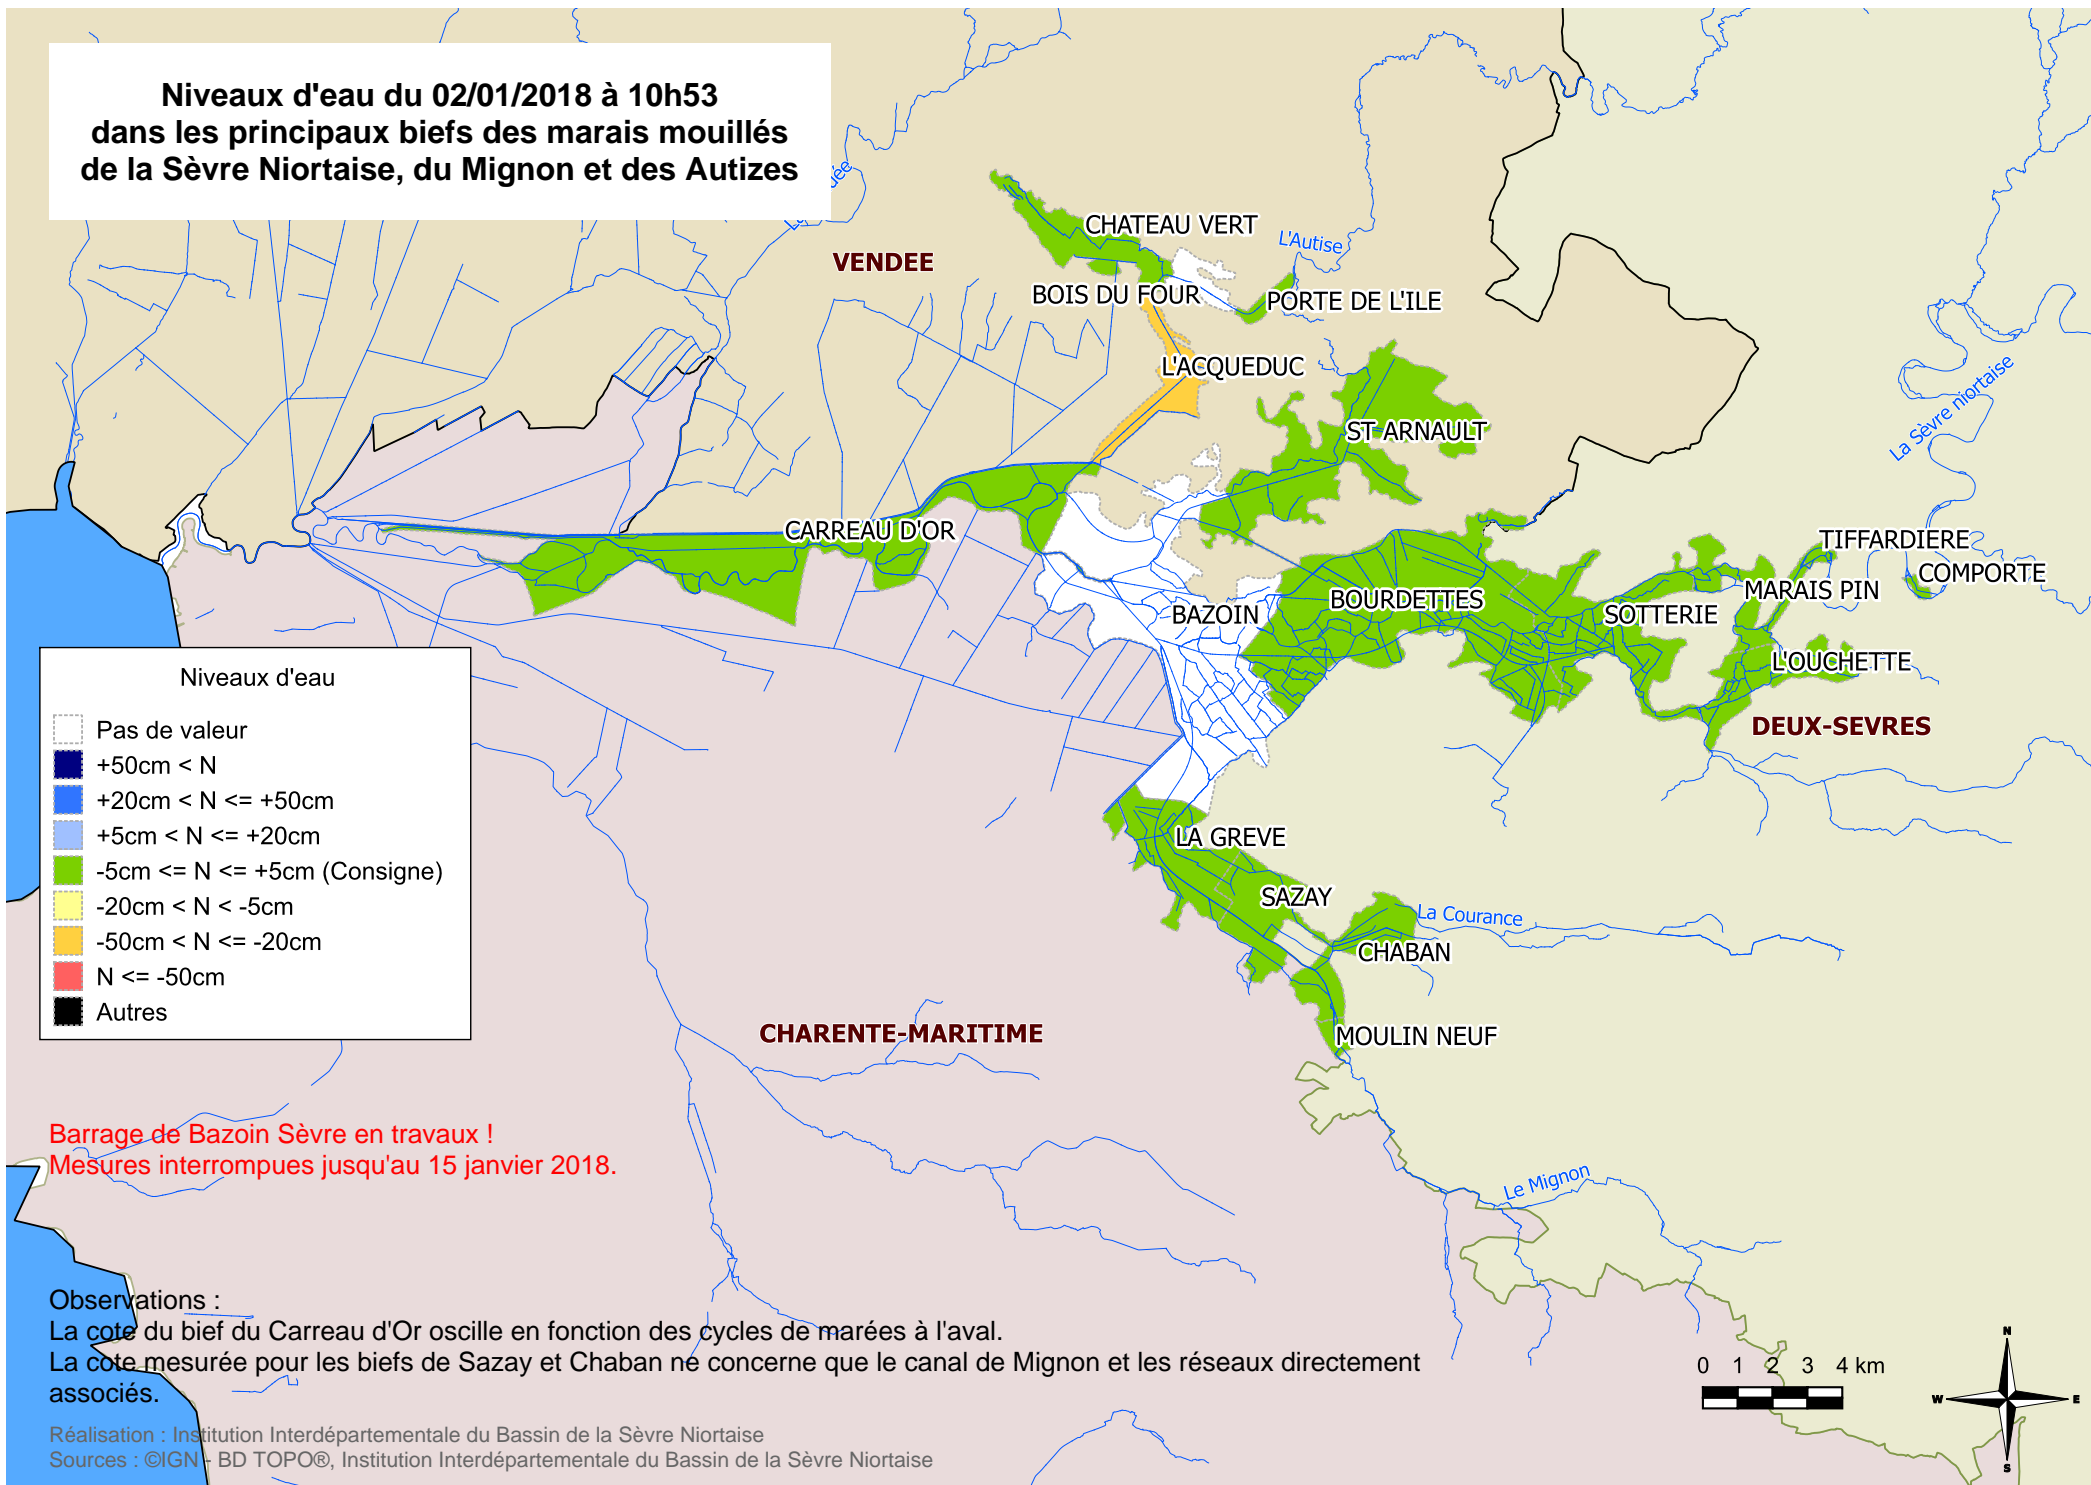 Niveaux d'eau du 02/01/2018 à 10h53
dans les principaux biefs des marais mouillés
de la Sèvre Niortaise, du Mignon et des Autizes
dée
CHATEAU VERT
L'Autise
VENDEE
BOIS DU FOUR
PORTE DE L'ILE
L'ACQUEDUC
La Sèvre niortaise
ST ARNAULT
CARREAU D'OR
TIFFARDIERE
COMPORTE
MARAIS PIN
BOURDETTES
SOTTERIE
BAZOIN
L'OUCHETTE
DEUX-SEVRES
Niveaux d'eau
Pas de valeur
+50cm < N
+20cm < N <= +50cm
+5cm < N <= +20cm
-5cm <= N <= +5cm (Consigne)
-20cm < N < -5cm
-50cm < N <= -20cm
N <= -50cm
Autres
LA GREVE
SAZAY
La Courance
CHABAN
CHARENTE-MARITIME
MOULIN NEUF
Barrage de Bazoin Sèvre en travaux !
Mesures interrompues jusqu'au 15 janvier 2018.
Le Mignon
Observations :
La cote du bief du Carreau d'Or oscille en fonction des cycles de marées à l'aval.
La cote mesurée pour les biefs de Sazay et Chaban ne concerne que le canal de Mignon et les réseaux directement
associés.
0 1 2 3 4 km
N
W E
S
Réalisation : Institution Interdépartementale du Bassin de la Sèvre Niortaise
Sources : ©IGN - BD TOPO®, Institution Interdépartementale du Bassin de la Sèvre Niortaise